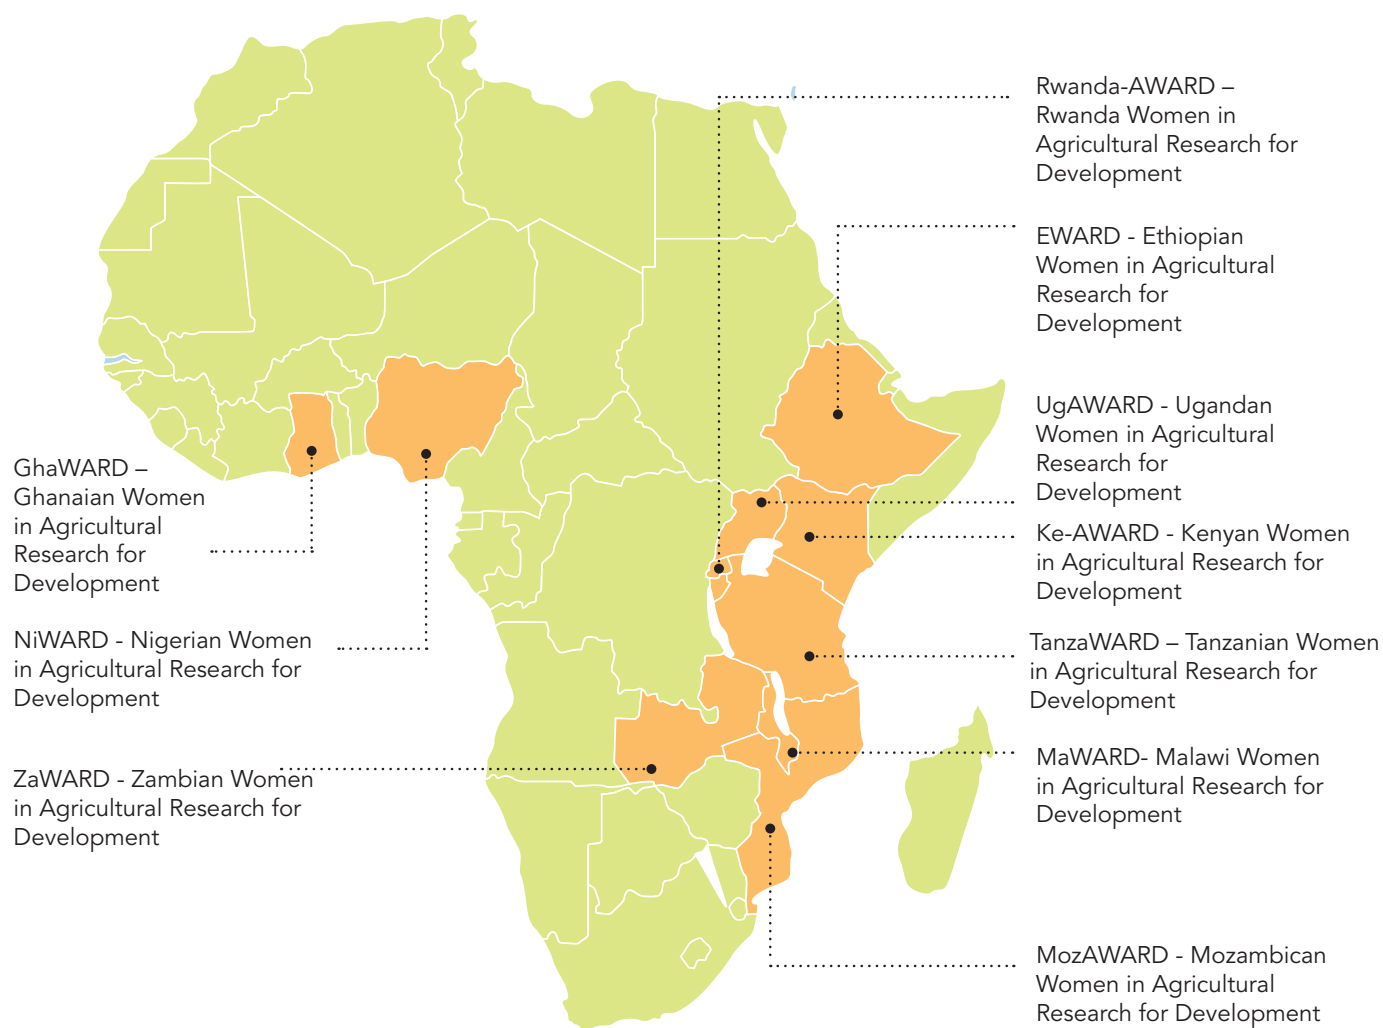 Rwanda-AWARD –
Rwanda Women in
Agricultural Research for
Development
EWARD - Ethiopian
Women in Agricultural
Research for
Development
UgAWARD - Ugandan
Women in Agricultural
Research for
Development
Ke-AWARD - Kenyan Women
in Agricultural Research for
Development
TanzaWARD – Tanzanian Women
in Agricultural Research for
Development
MaWARD- Malawi Women
in Agricultural Research for
Development
MozAWARD - Mozambican
Women in Agricultural
Research for Development
GhaWARD –
Ghanaian Women
in Agricultural
Research for
Development
NiWARD - Nigerian Women
in Agricultural Research for
Development
ZaWARD - Zambian Women
in Agricultural Research for
Development